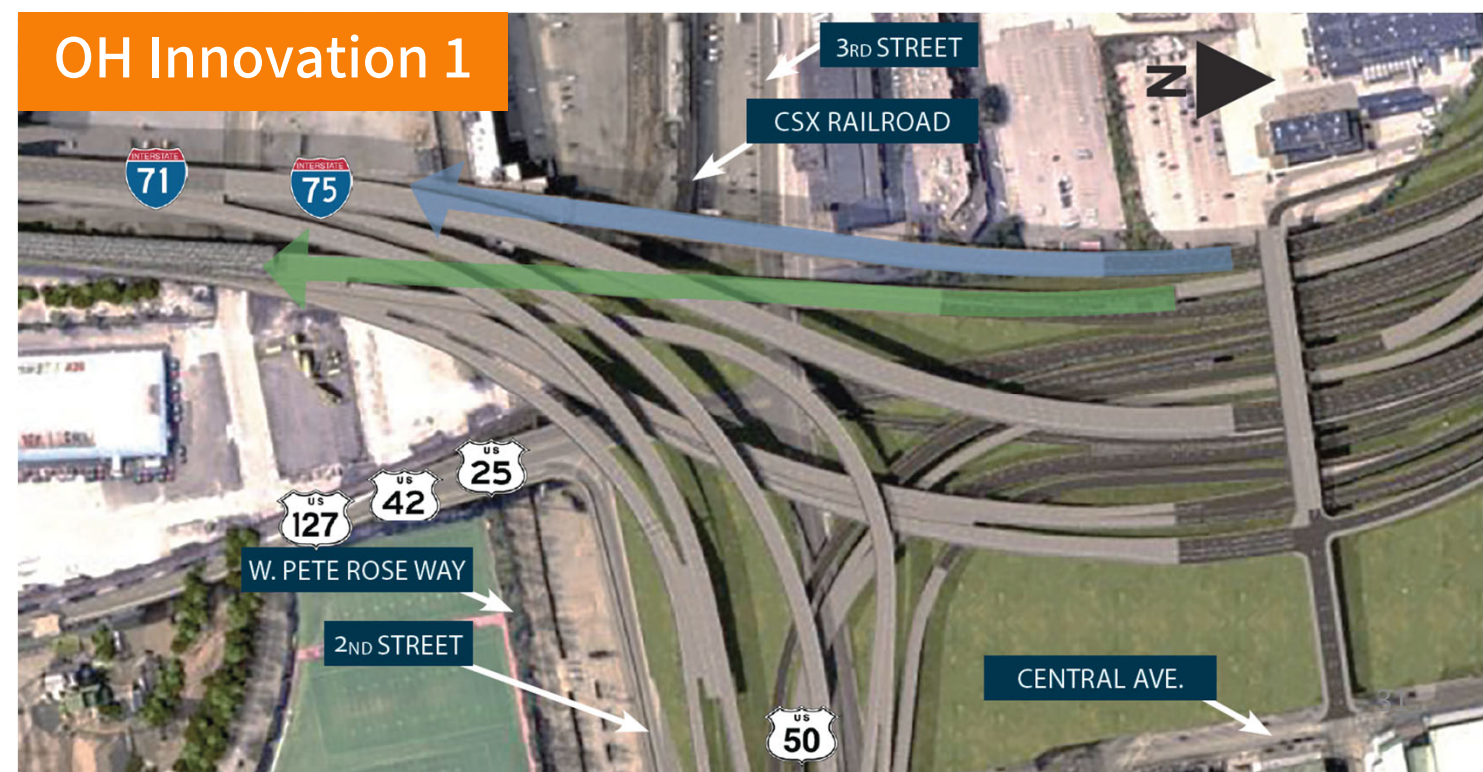 OH Innovation 1
3RD STREET
N
CSX RAILROAD
INTERSTATE
71
INTERSTATE
75
US
25
US
42
US
127
W. PETE ROSE WAY
2ND STREET
CENTRAL AVE.
US
50